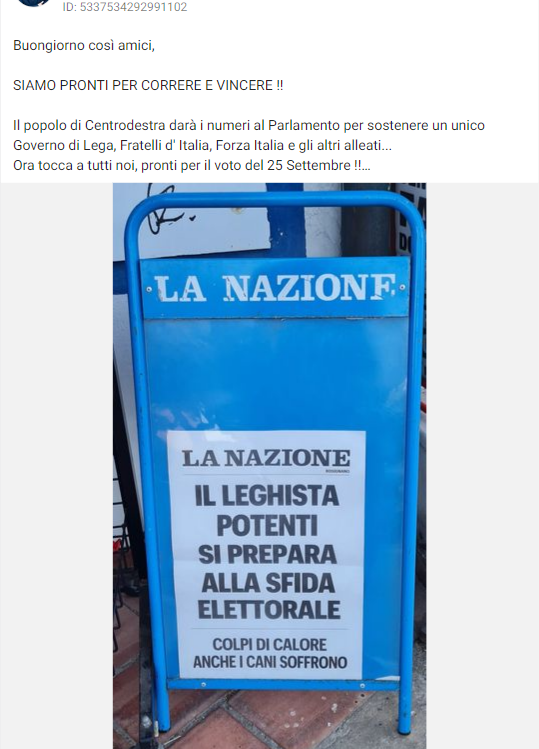 ID: 5337534292991102
Buongiorno così amici,
SIAMO PRONTI PER CORRERE E VINCERE !!
Il popolo di Centrodestra darà i numeri al Parlamento per sostenere un unico
Governo di Lega, Fratelli d' Italia, Forza Italia e gli altri alleati...
Ora tocca a tutti noi, pronti per il voto del 25 Settembre !!...
LA NAZIONE
LA NAZIONE
IL LEGHISTA
POTENTI
SI PREPARA
ALLA SFIDA
ELETTORALE
COLPI DI CALORE
ANCHE I CANI SOFFRONO